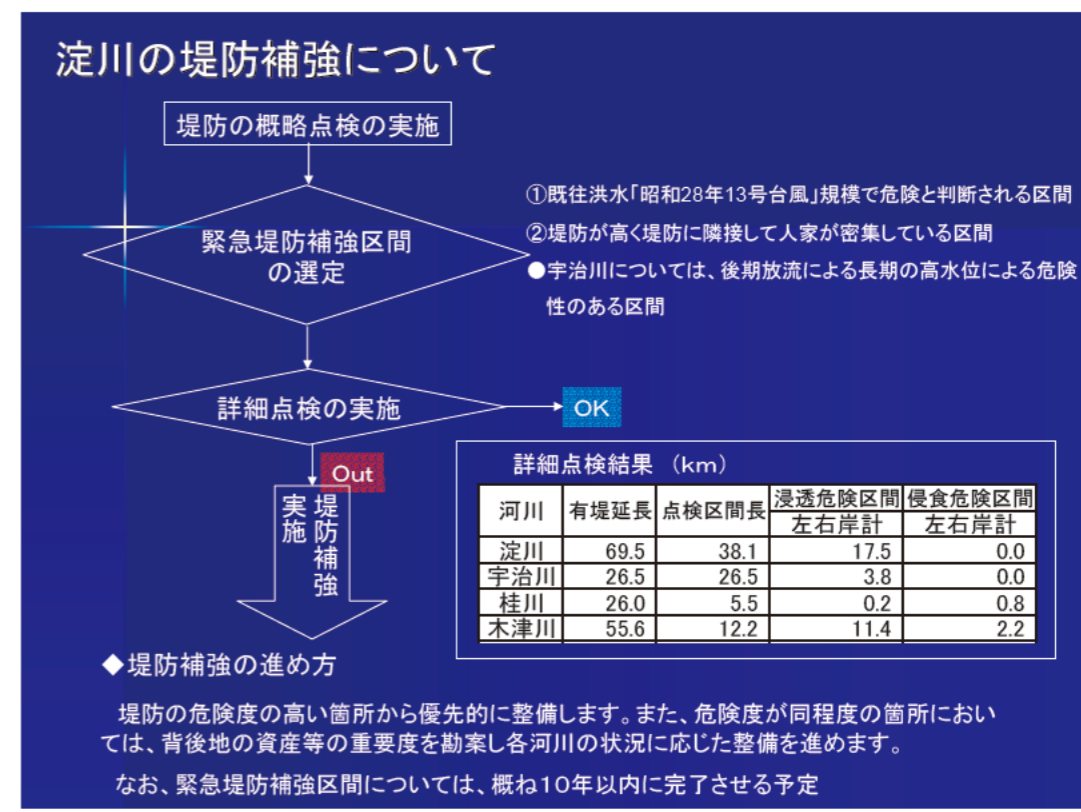 淀川の堤防補強について
堤防の概略点検の実施
緊急堤防補強区間
の選定
①既往洪水「昭和28年13号台風」規模で危険と判断される区間
②堤防が高く堤防に隣接して人家が密集している区間
●宇治川については、後期放流による長期の高水位による危険
性のある区間
詳細点検の実施
OK
Out
堤防補強
実施
詳細点検結果 (km)
河川 有堤延長 点検区間長 浸透危険区間 侵食危険区間
左右岸計 左右岸計
淀川 69.5 38.1 17.5 0.0
宇治川 26.5 26.5 3.8 0.0
桂川 26.0 5.5 0.2 0.8
木津川 55.6 12.2 11.4 2.2
◆堤防補強の進め方
堤防の危険度の高い箇所から優先的に整備します。また、危険度が同程度の箇所におい
ては、背後地の資産等の重要度を勘案し各河川の状況に応じた整備を進めます。
なお、緊急堤防補強区間については、概ね10年以内に完了させる予定